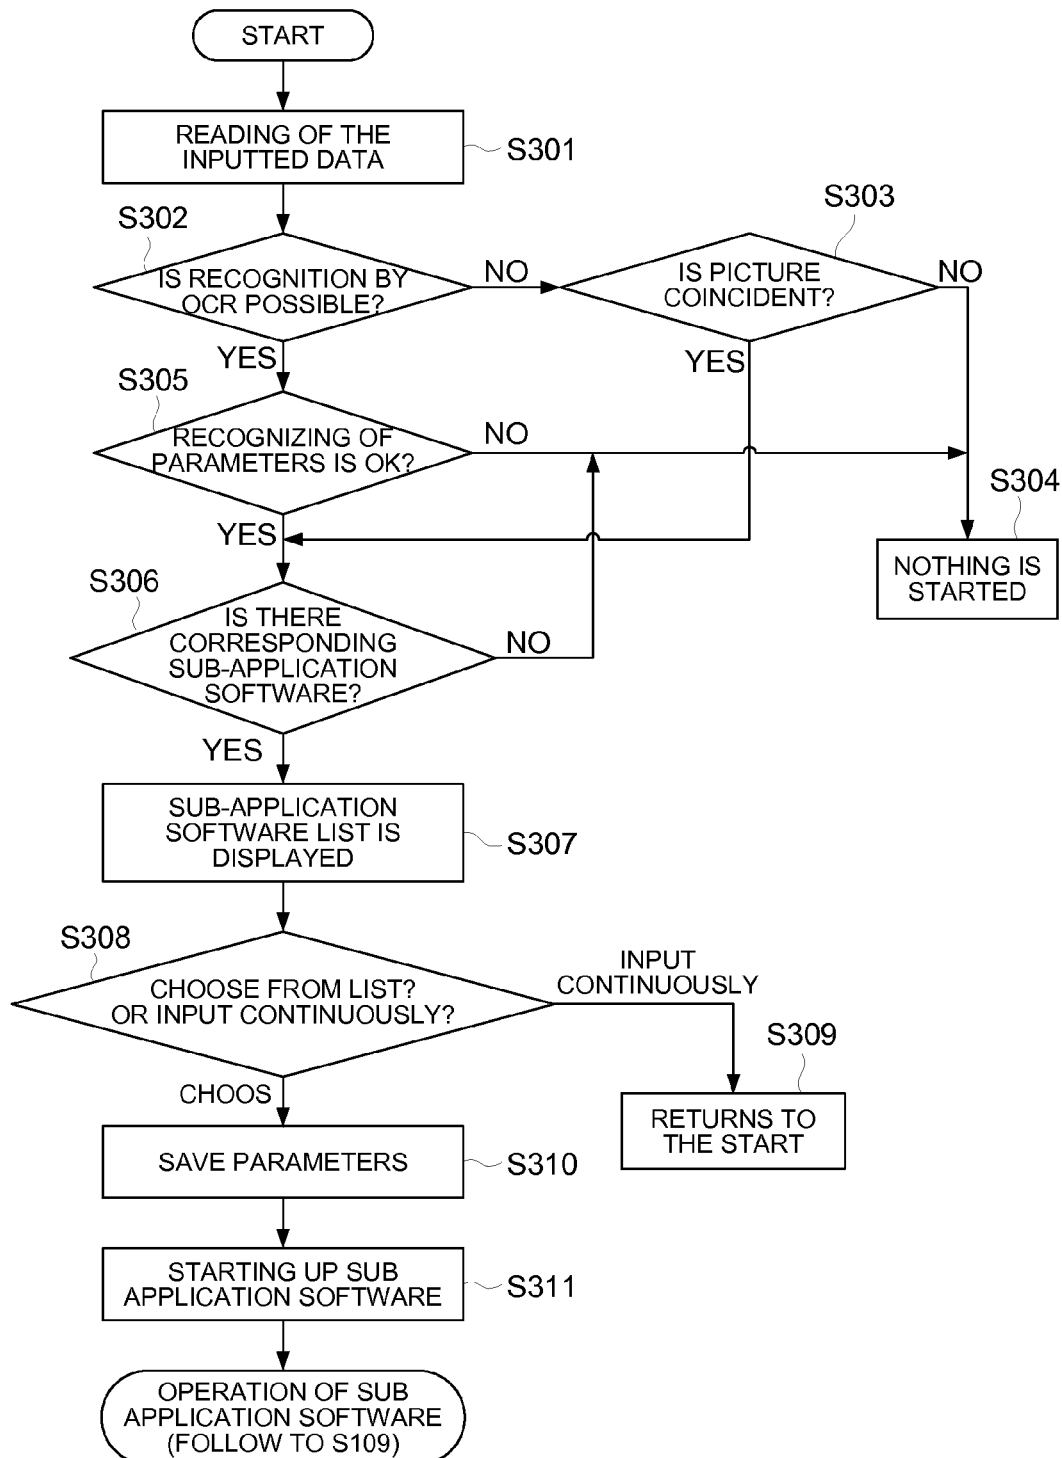 START
READING OF THE
INPUTTED DATA
S301
S302
IS RECOGNITION BY
OCR POSSIBLE?
NO
S303
IS PICTURE
COINCIDENT?
NO
YES
YES
S305
RECOGNIZING OF
PARAMETERS IS OK?
NO
S304
NOTHING IS
STARTED
YES
S306
IS THERE
CORRESPONDING
SUB-APPLICATION
SOFTWARE?
NO
YES
SUB-APPLICATION
SOFTWARE LIST IS
DISPLAYED
S307
S308
CHOOSE FROM LIST?
OR INPUT CONTINUOUSLY?
INPUT
CONTINUOUSLY
S309
RETURNS TO
THE START
CHOOS
SAVE PARAMETERS
S310
STARTING UP SUB
APPLICATION SOFTWARE
S311
OPERATION OF SUB
APPLICATION SOFTWARE
(FOLLOW TO S109)